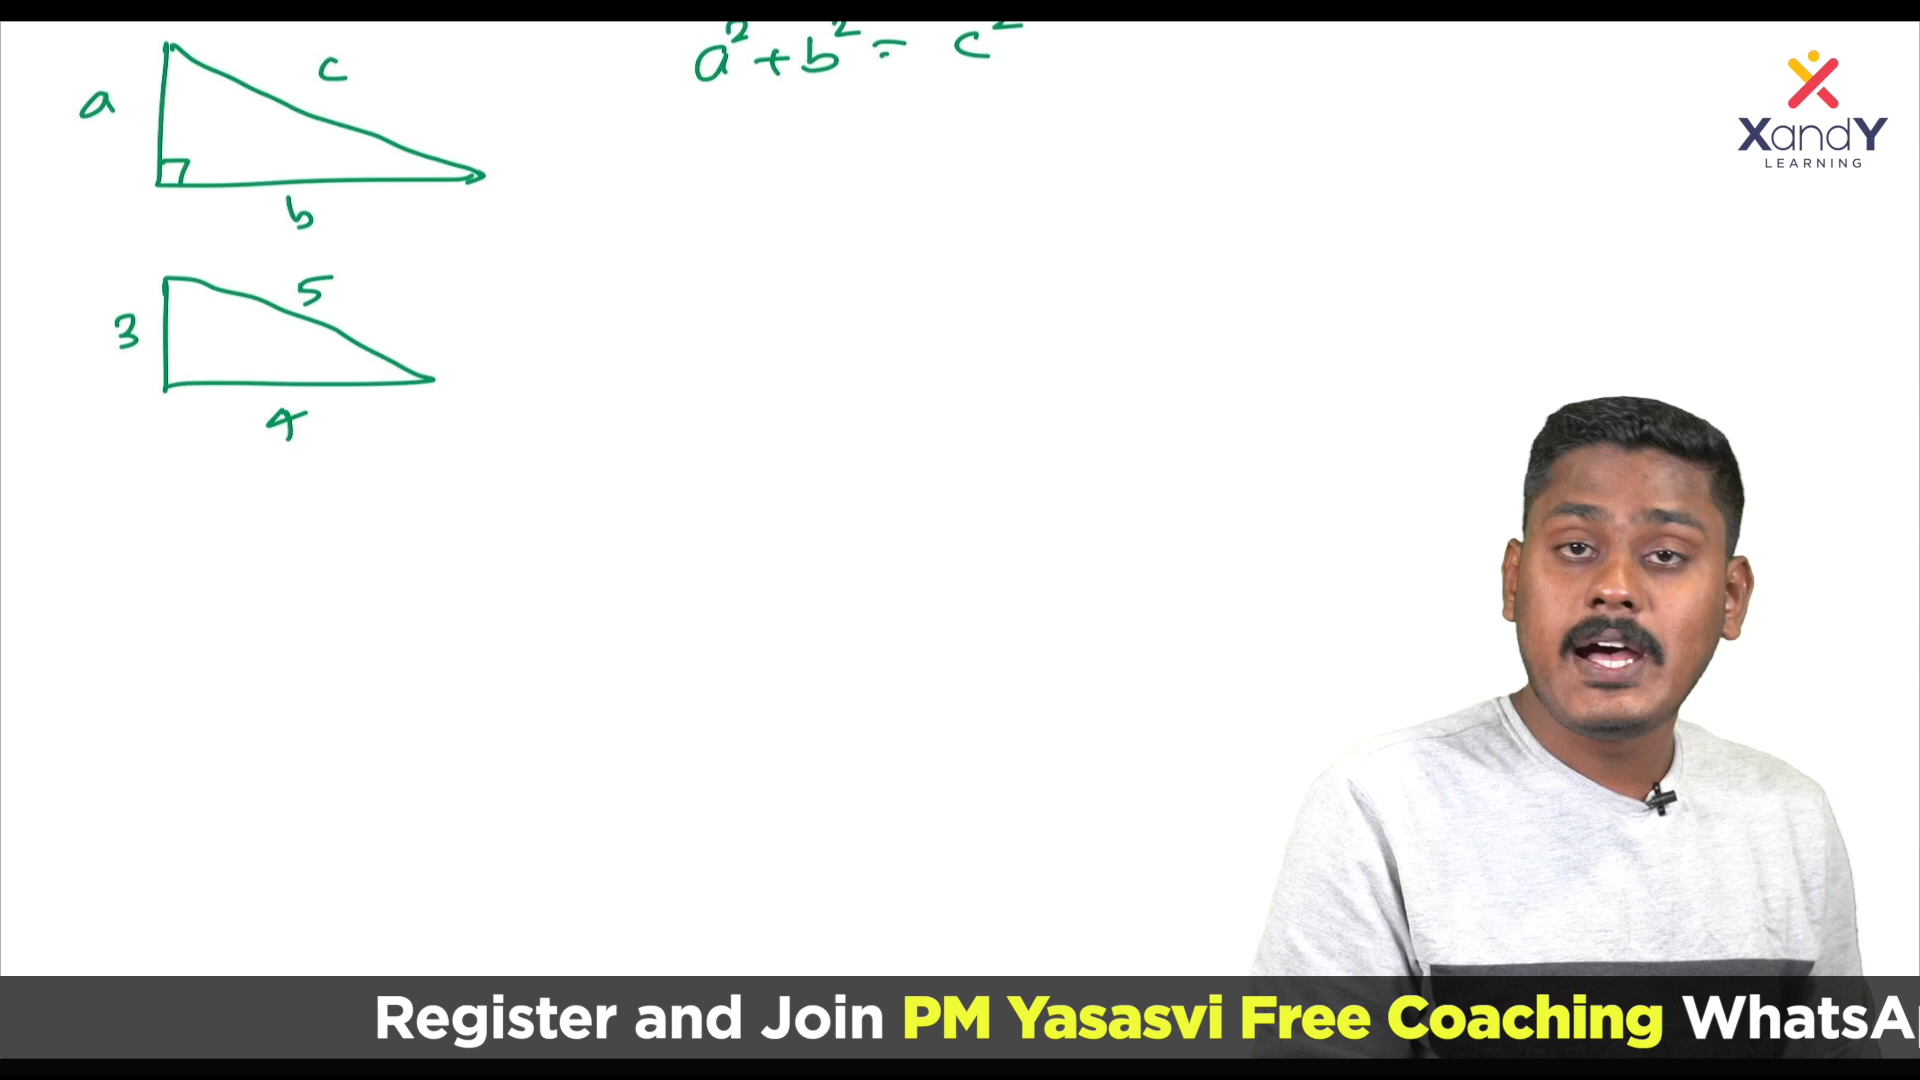 a² + b² = c²
a
c
b
3
5
4
XandY
LEARNING
Register and Join PM Yasasvi Free Coaching WhatsA